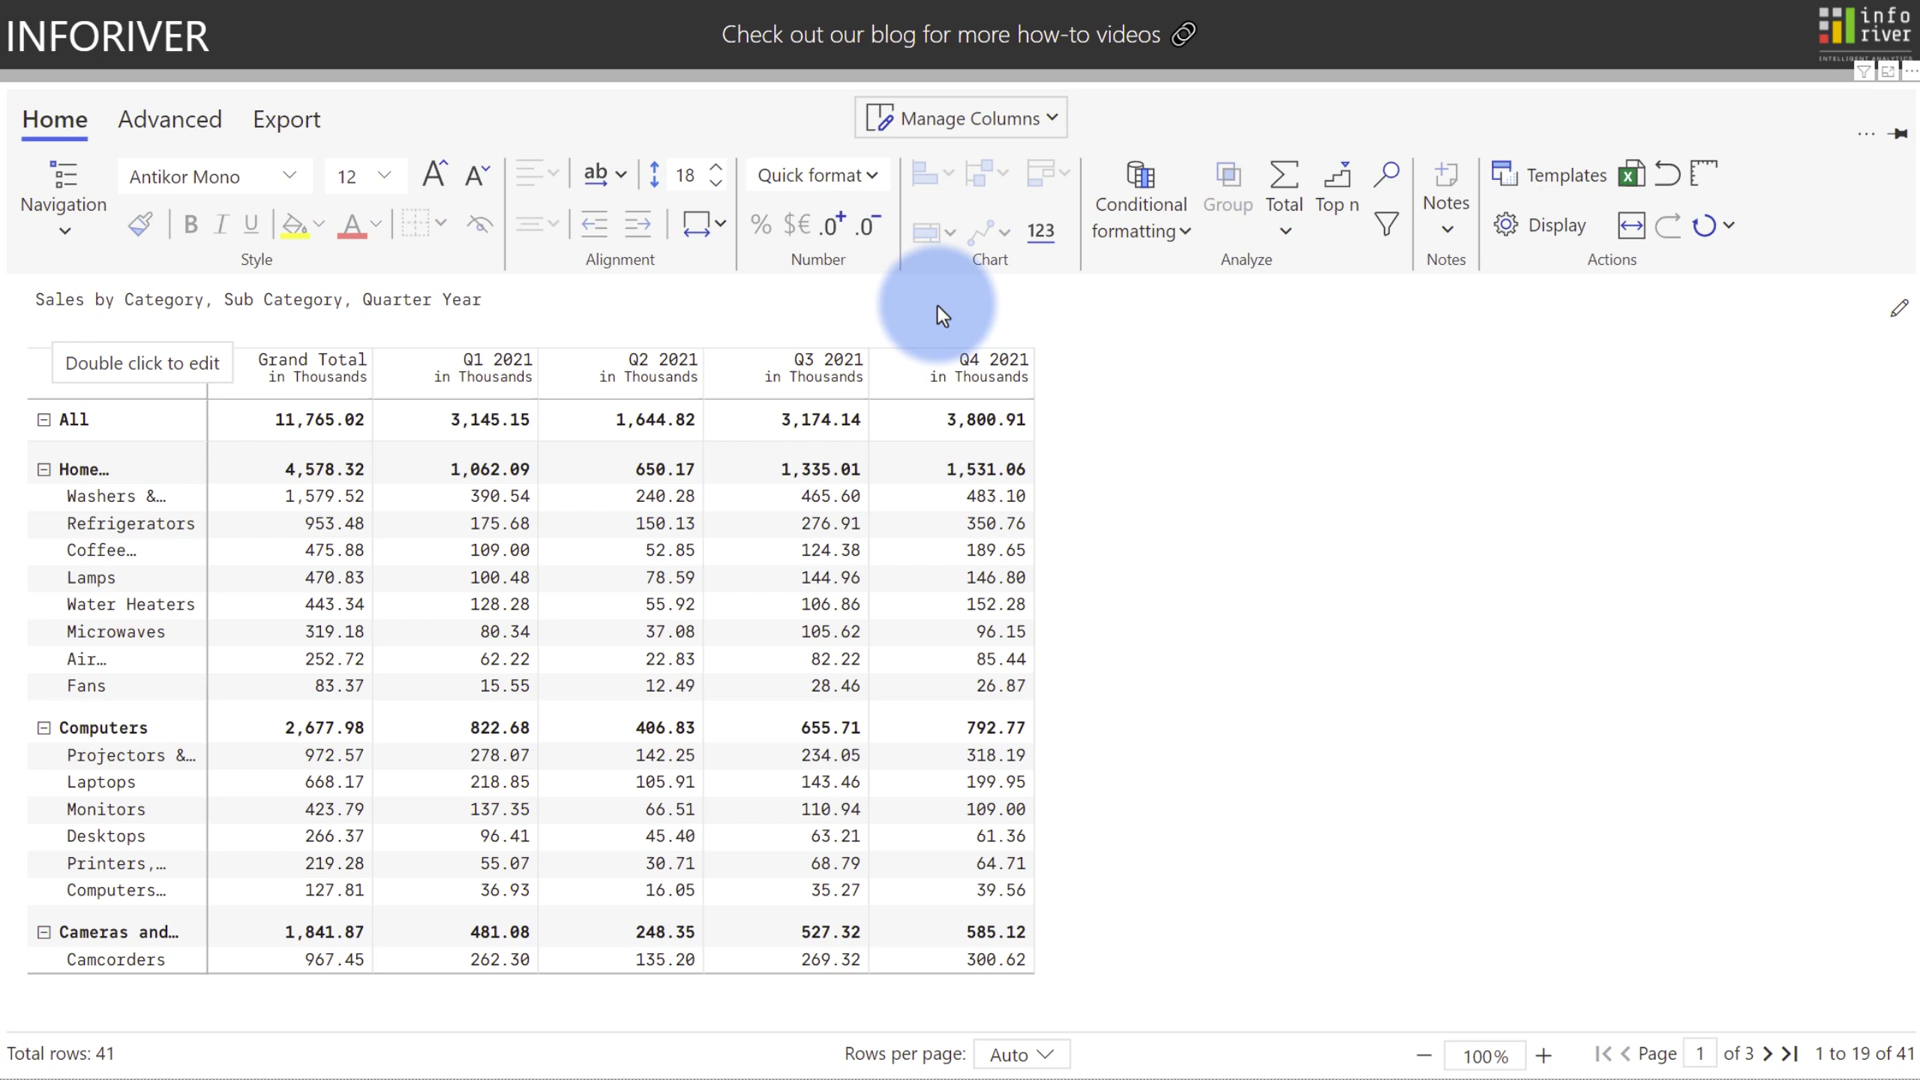 INFORIVER
Check out our blog for more how-to videos
info
river
INTELLIGENT ANALYTICS
Home Advanced Export
Manage Columns
Navigation
Antikor Mono
12
A A
ab
18
Quick format
Conditional
formatting
Group
Total
Top n
Notes
Templates
B I U
A
% $€ .0+ .0-
123
Display
Style
Alignment
Number
Chart
Analyze
Notes
Actions
Sales by Category, Sub Category, Quarter Year
Double click to edit
Grand Total Q1 2021 Q2 2021 Q3 2021 Q4 2021
in Thousands in Thousands in Thousands in Thousands in Thousands
All 11,765.02 3,145.15 1,644.82 3,174.14 3,800.91
Home… 4,578.32 1,062.09 650.17 1,335.01 1,531.06
Washers &… 1,579.52 390.54 240.28 465.60 483.10
Refrigerators 953.48 175.68 150.13 276.91 350.76
Coffee… 475.88 109.00 52.85 124.38 189.65
Lamps 470.83 100.48 78.59 144.96 146.80
Water Heaters 443.34 128.28 55.92 106.86 152.28
Microwaves 319.18 80.34 37.08 105.62 96.15
Air… 252.72 62.22 22.83 82.22 85.44
Fans 83.37 15.55 12.49 28.46 26.87
Computers 2,677.98 822.68 406.83 655.71 792.77
Projectors &… 972.57 278.07 142.25 234.05 318.19
Laptops 668.17 218.85 105.91 143.46 199.95
Monitors 423.79 137.35 66.51 110.94 109.00
Desktops 266.37 96.41 45.40 63.21 61.36
Printers,… 219.28 55.07 30.71 68.79 64.71
Computers… 127.81 36.93 16.05 35.27 39.56
Cameras and… 1,841.87 481.08 248.35 527.32 585.12
Camcorders 967.45 262.30 135.20 269.32 300.62
Total rows: 41 Rows per page: Auto 100% Page 1 of 3 1 to 19 of 41